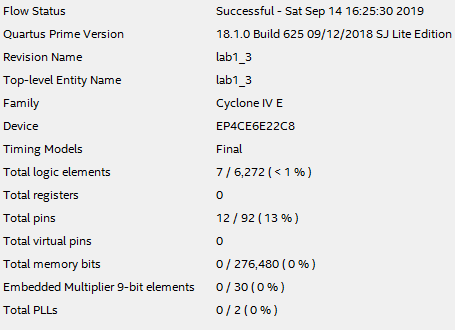 Flow Status Successful - Sat Sep 14 16:25:30 2019
Quartus Prime Version 18.1.0 Build 625 09/12/2018 SJ Lite Edition
Revision Name lab1_3
Top-level Entity Name lab1_3
Family Cyclone IV E
Device EP4CE6E22C8
Timing Models Final
Total logic elements 7 / 6,272 ( < 1 % )
Total registers 0
Total pins 12 / 92 ( 13 % )
Total virtual pins 0
Total memory bits 0 / 276,480 ( 0 % )
Embedded Multiplier 9-bit elements 0 / 30 ( 0 % )
Total PLLs 0 / 2 ( 0 % )